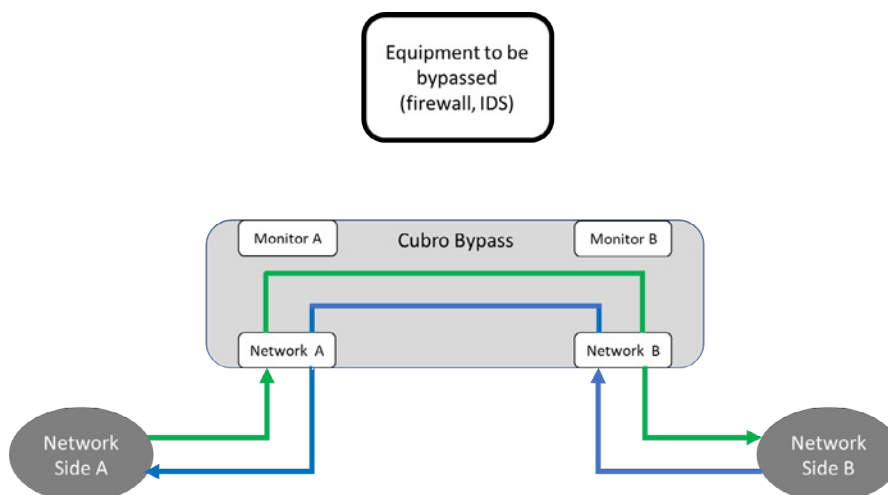 Equipment to be
bypassed
(firewall, IDS)
Monitor A
Cubro Bypass
Monitor B
Network A
Network B
Network
Side A
Network
Side B